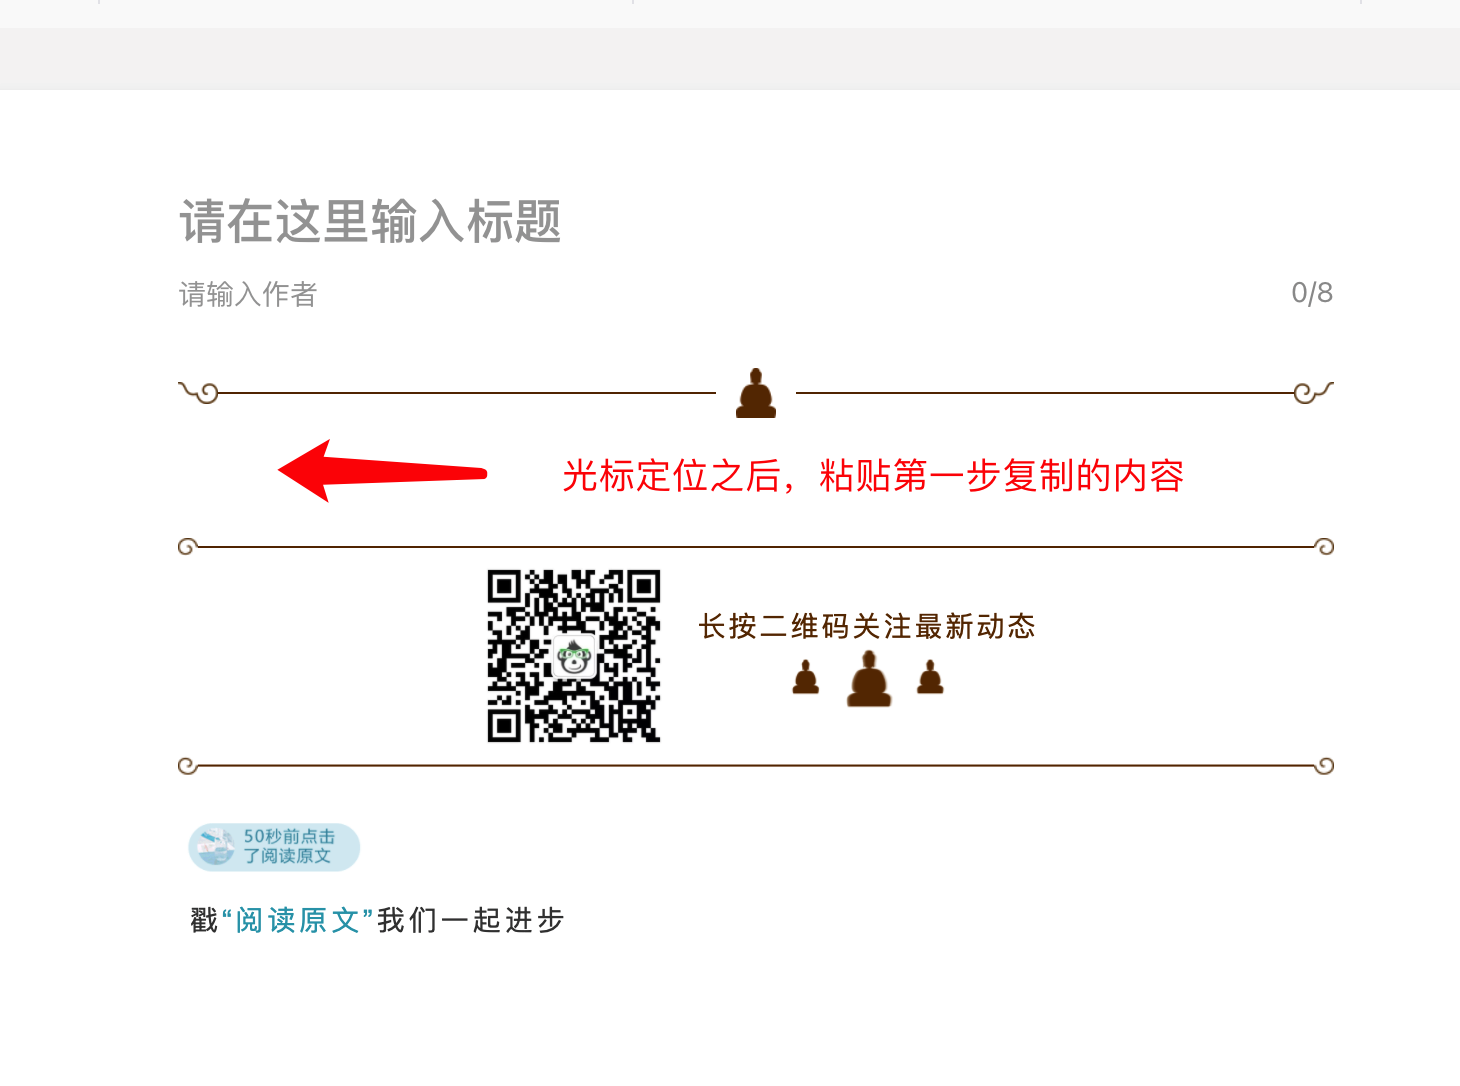 请在这里输入标题
请输入作者
0/8
光标定位之后，粘贴第一步复制的内容
长按二维码关注最新动态
50秒前点击
了阅读原文
戳“阅读原文”我们一起进步